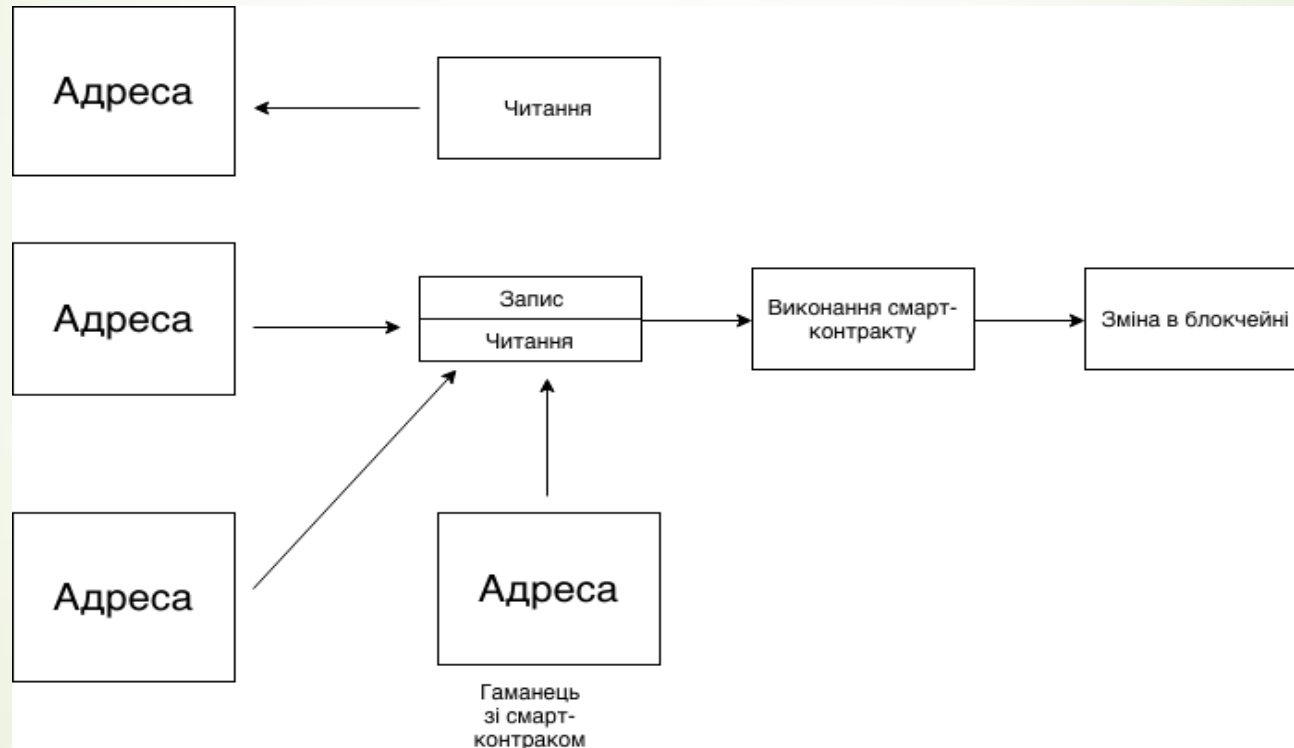 Адреса
Читання
Адреса
Запис
Читання
Виконання смарт-
контракту
Зміна в блокчейні
Адреса
Адреса
Гаманець
зі смарт-
контраком